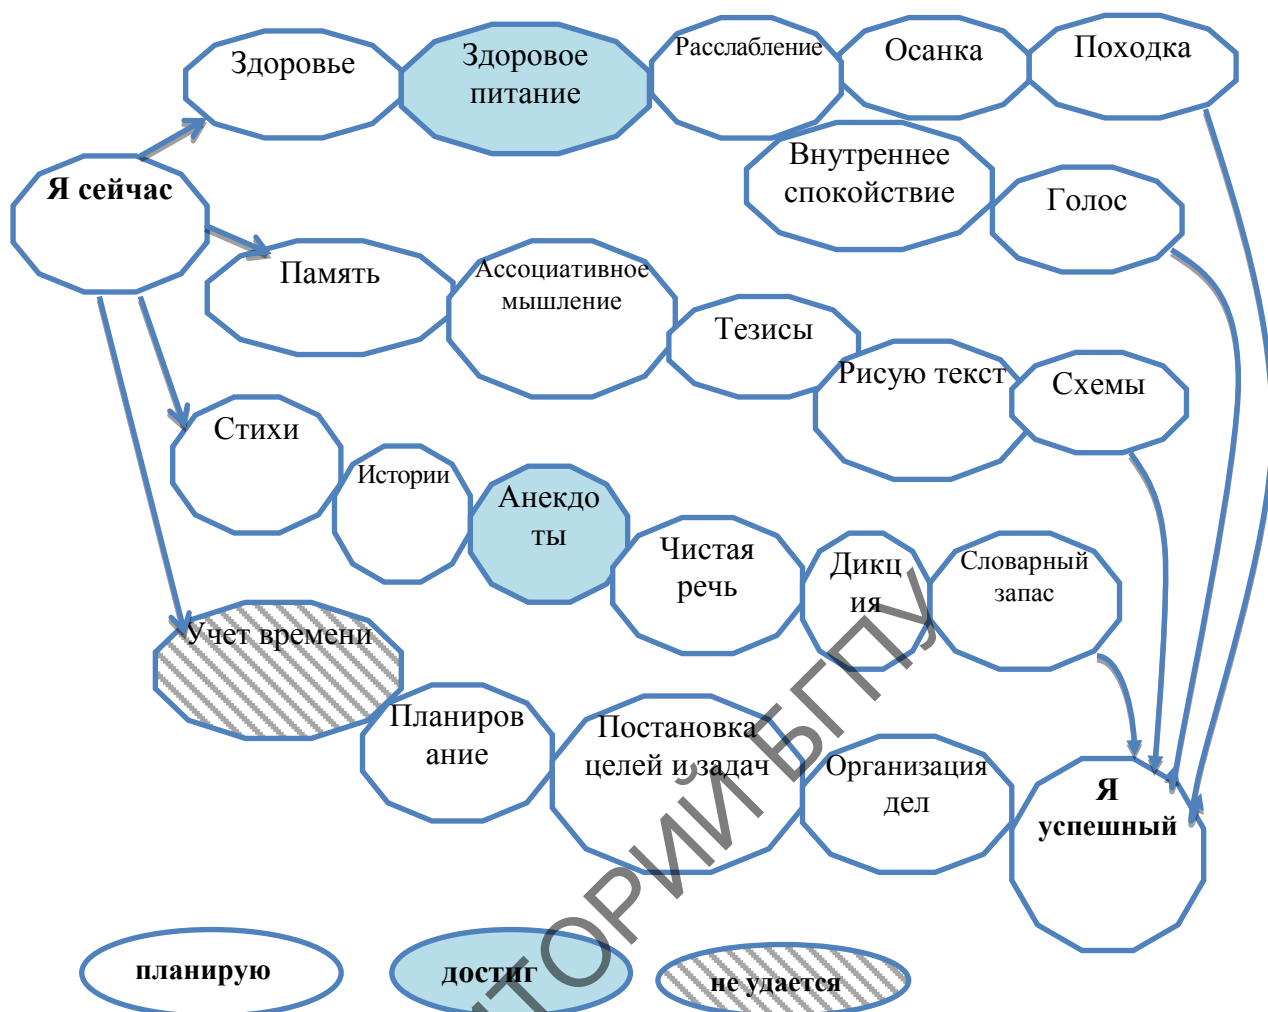 Здоровье
Здоровое
питание
Расслабление
Осанка
Походка
Внутреннее
спокойствие
Голос
Я сейчас
Память
Ассоциативное
мышление
Тезисы
Рисую текст
Схемы
Стихи
Истории
Анекдо
ты
Чистая
речь
Дикц
ия
Словарный
запас
Учет времени
Планиров
ание
Постановка
целей и задач
Организация
дел
Я
успешный
планирую
достиг
не удается
ИТОРИЙ БГПУ